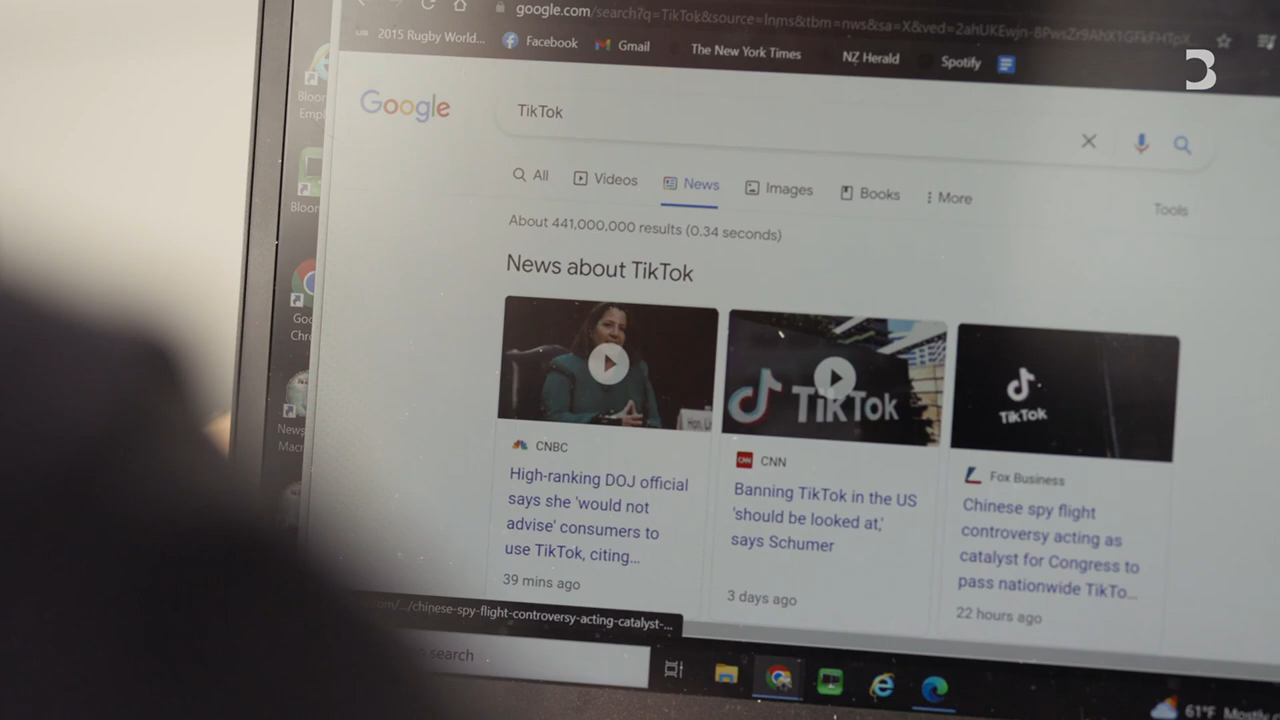 google.com/search?q=TikTok&source=lnms&tbm=nws&sa=X&ved=2ahUKEwjn-8PwsZr9AhX1GFkFHTpX
2015 Rugby World... Facebook Gmail The New York Times NZ Herald Spotify
3
Google TikTok
All Videos News Images Books More
Tools
About 441,000,000 results (0.34 seconds)
News about TikTok
TikTok
TikTok
CNBC
High-ranking DOJ official
says she 'would not
advise' consumers to
use TikTok, citing...
39 mins ago
CNN
Banning TikTok in the US
'should be looked at,'
says Schumer
3 days ago
Fox Business
Chinese spy flight
controversy acting as
catalyst for Congress to
pass nationwide TikTo...
22 hours ago
.../chinese-spy-flight-controversy-acting-catalyst-...
search
61°F